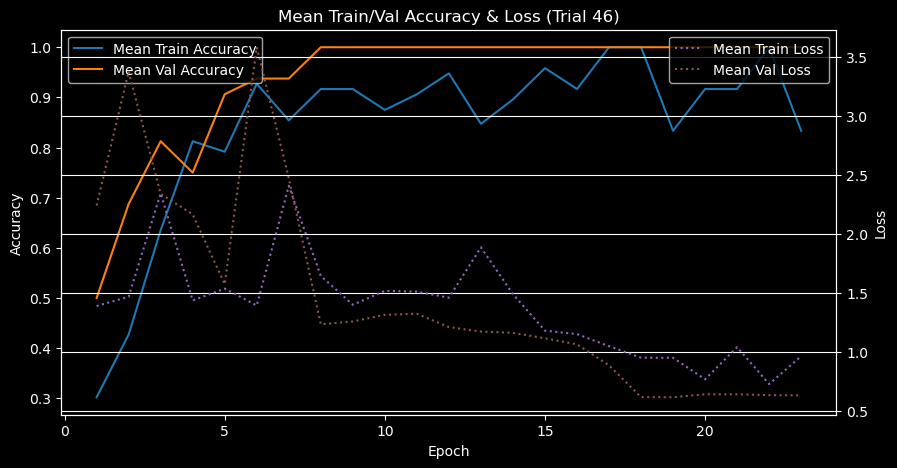 Mean Train/Val Accuracy & Loss (Trial 46)
Mean Train Accuracy
Mean Val Accuracy
Mean Train Loss
Mean Val Loss
1.0
0.9
0.8
0.7
0.6
0.5
0.4
0.3
Accuracy
3.5
3.0
2.5
2.0
1.5
1.0
0.5
Loss
0 5 10 15 20
Epoch